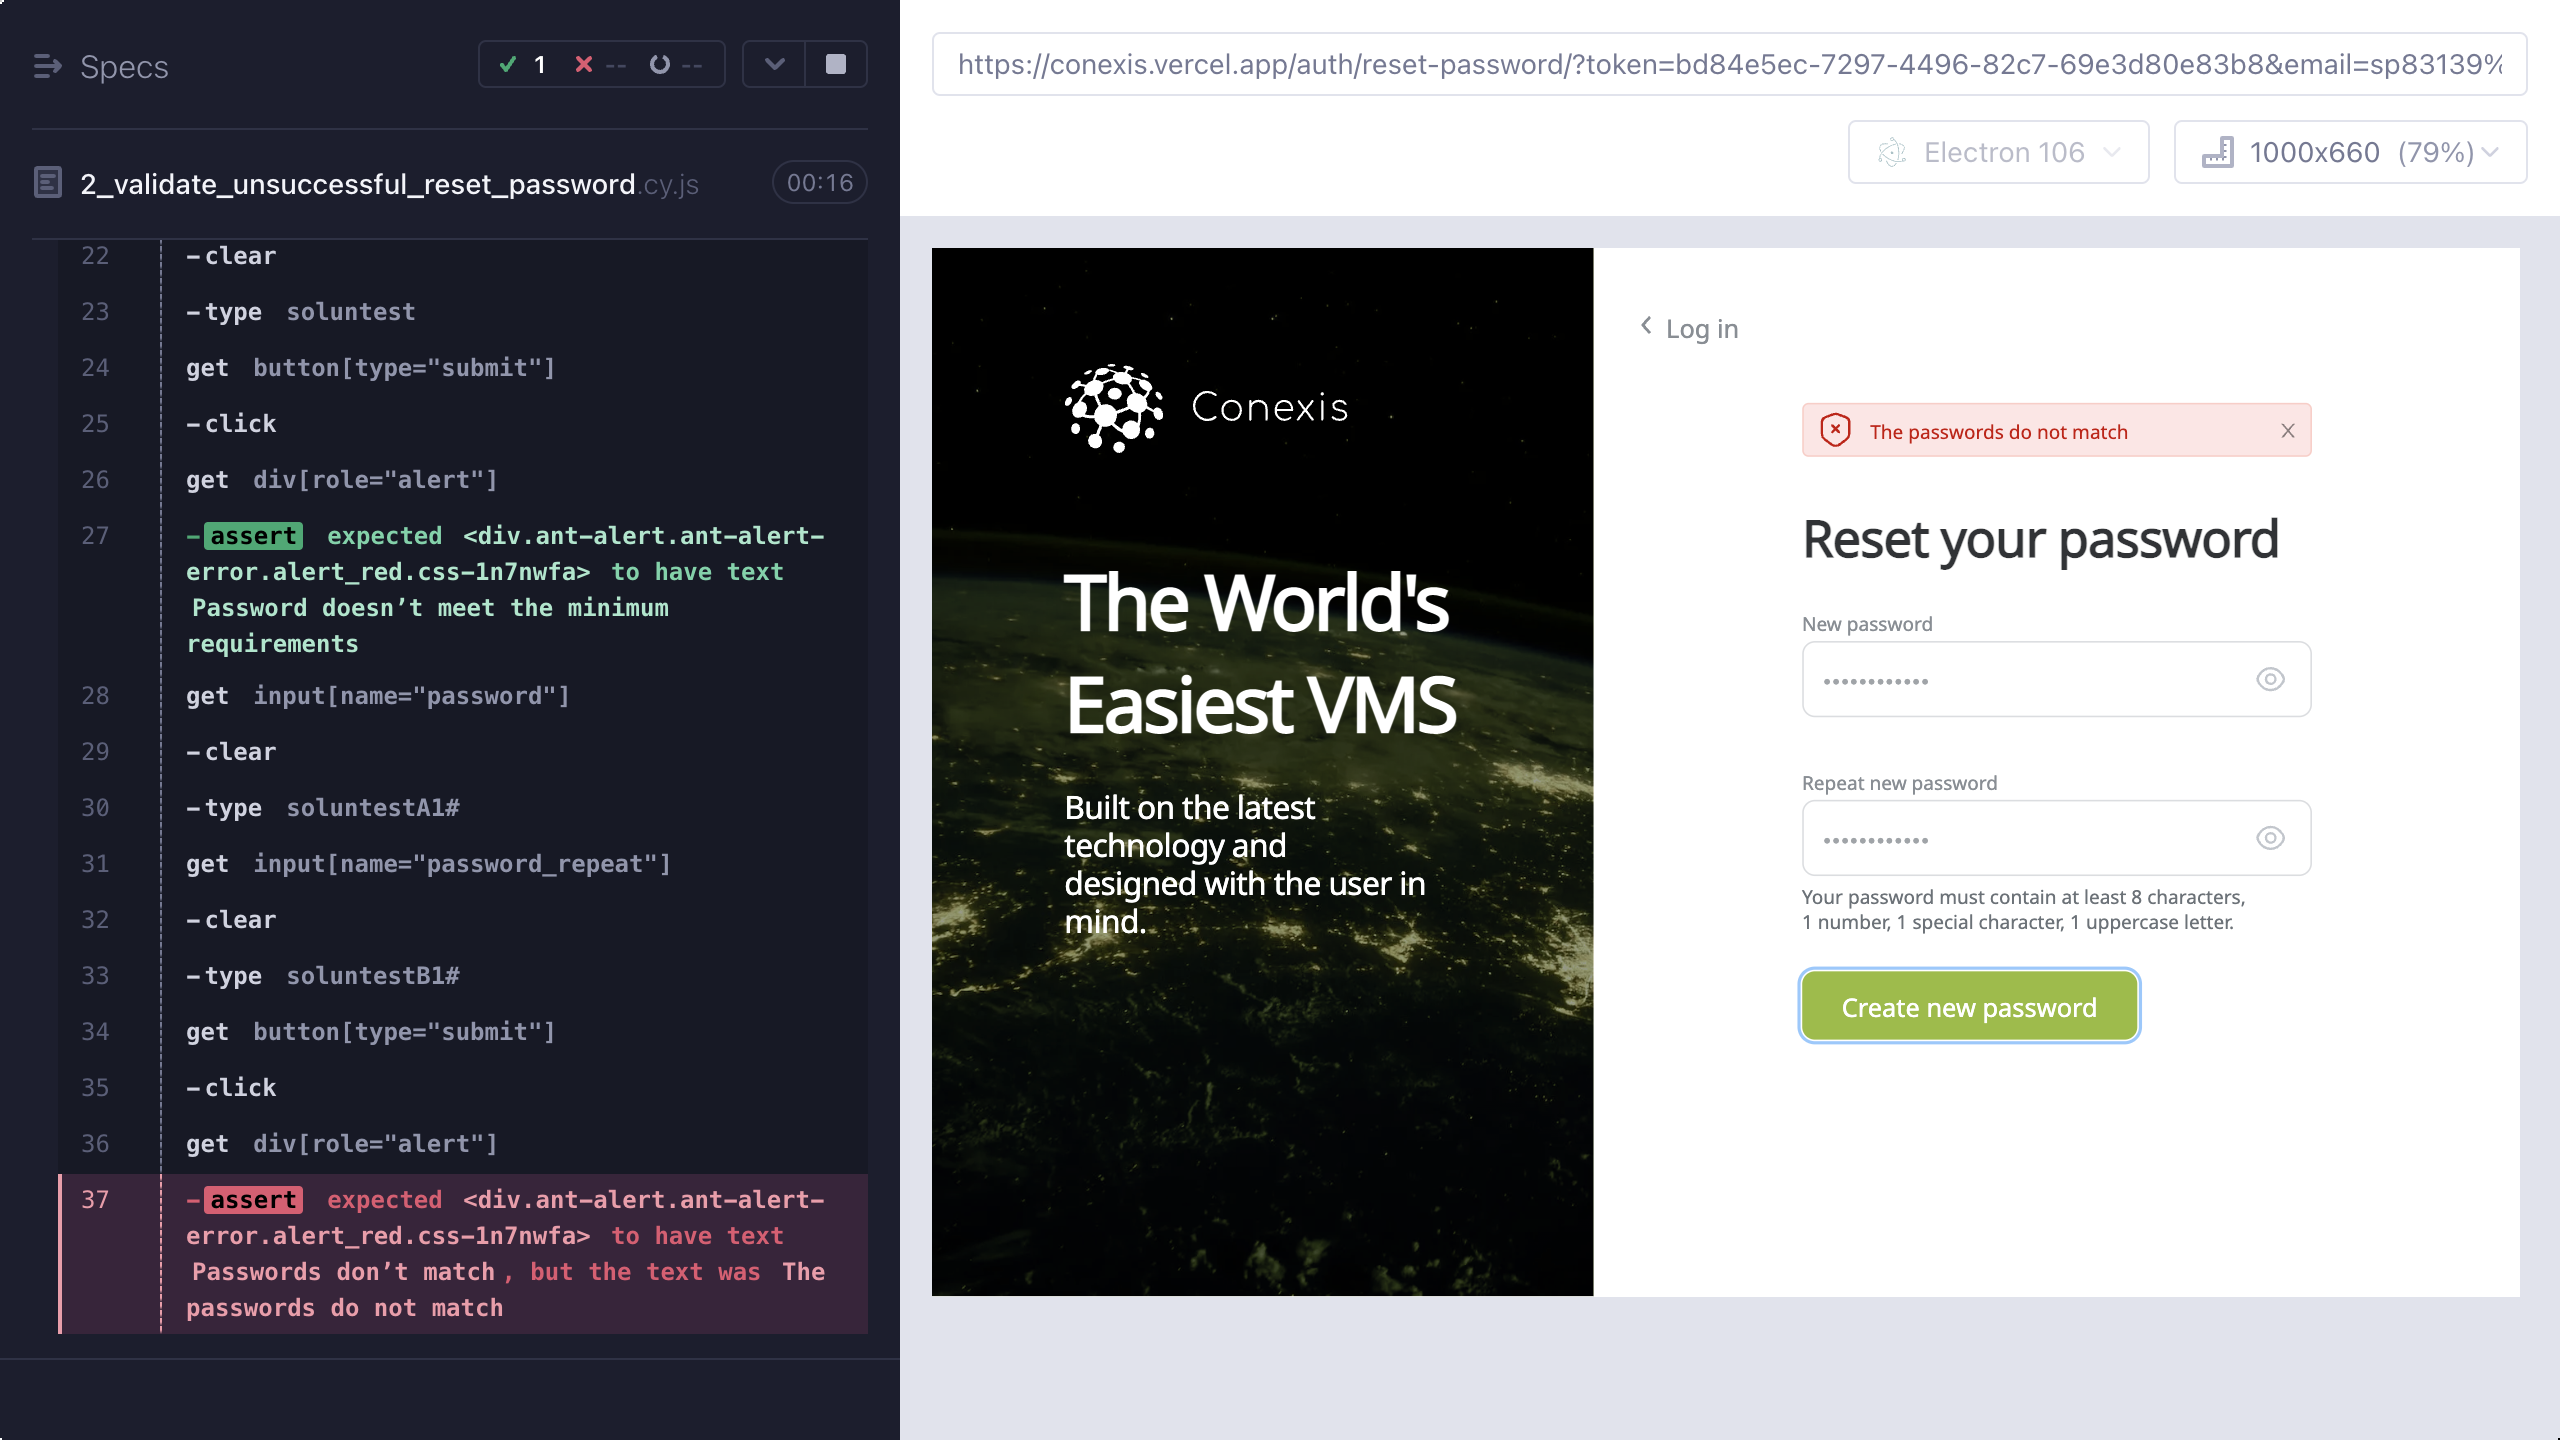 Specs
1
--
--
2_validate_unsuccessful_reset_password.cy.js
00:16
22 -clear
23 -type soluntest
24 get button[type="submit"]
25 -click
26 get div[role="alert"]
27 -assert expected <div.ant-alert.ant-alert-
error.alert_red.css-1n7nwfa> to have text
Password doesn’t meet the minimum
requirements
28 get input[name="password"]
29 -clear
30 -type soluntestA1#
31 get input[name="password_repeat"]
32 -clear
33 -type soluntestB1#
34 get button[type="submit"]
35 -click
36 get div[role="alert"]
37 -assert expected <div.ant-alert.ant-alert-
error.alert_red.css-1n7nwfa> to have text
Passwords don’t match, but the text was The
passwords do not match
https://conexis.vercel.app/auth/reset-password/?token=bd84e5ec-7297-4496-82c7-69e3d80e83b8&email=sp83139%
Electron 106
1000x660 (79%)
Conexis
The World's
Easiest VMS
Built on the latest
technology and
designed with the user in
mind.
Log in
The passwords do not match
Reset your password
New password
••••••••••••
Repeat new password
••••••••••••
Your password must contain at least 8 characters,
1 number, 1 special character, 1 uppercase letter.
Create new password